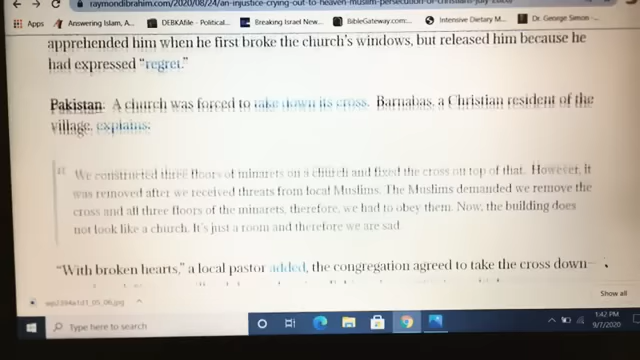 raymondibrahim.com/2020/08/24/an-injustice-crying-out-to-heaven-muslim-persecution-of-christians-july-2020/
Apps Answering Islam, A... DEBKAfile - Political... Breaking Israel New... BibleGateway.com:... Intensive Dietary M... Dr. George Simon -...
apprehended him when he first broke the church's windows, but released him because he
had expressed "regret."
Pakistan: A church was forced to take down its cross. Barnabas, a Christian resident of the
village, explains:
We constructed three floors of minarets on a church and fixed the cross on top of that. However, it
was removed after we received threats from local Muslims. The Muslims demanded we remove the
cross and all three floors of the minarets, therefore, we had to obey them. Now, the building does
not look like a church. It's just a room and therefore we are sad.
"With broken hearts," a local pastor added, the congregation agreed to take the cross down—
Show all
Type here to search
1:42 PM
9/7/2020